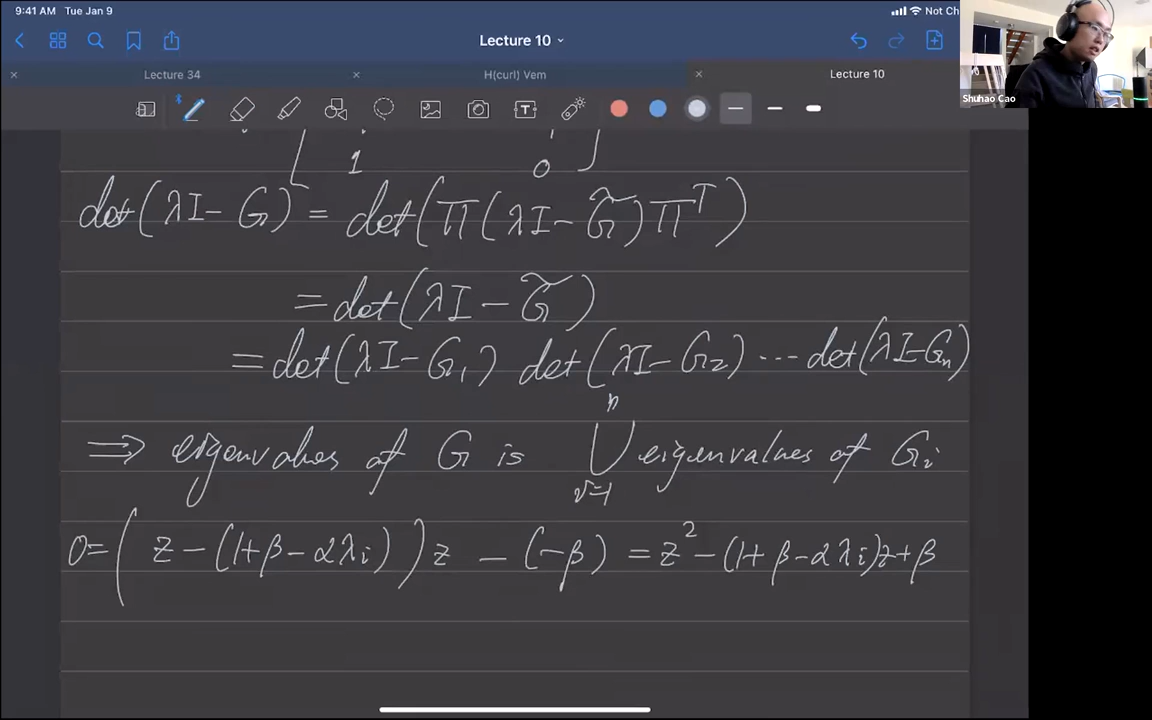 9:41 AM Tue Jan 9
Not Ch
Lecture 10
Lecture 34
H(curl) Vem
Lecture 10
Shuhao Cao
1 0
det(λI - G) = det(Π(λI - G̃)Πᵀ)
= det(λI - G̃)
= det(λI - G₁) det(λI - G₂) ⋯ det(λI - Gₙ)
⟹ eigenvalues of G is ⋃ⁿᵢ₌₁ eigenvalues of Gᵢ
0 = (z - (1+β - αλᵢ))z - (-β) = z² - (1+β-αλᵢ)z+β